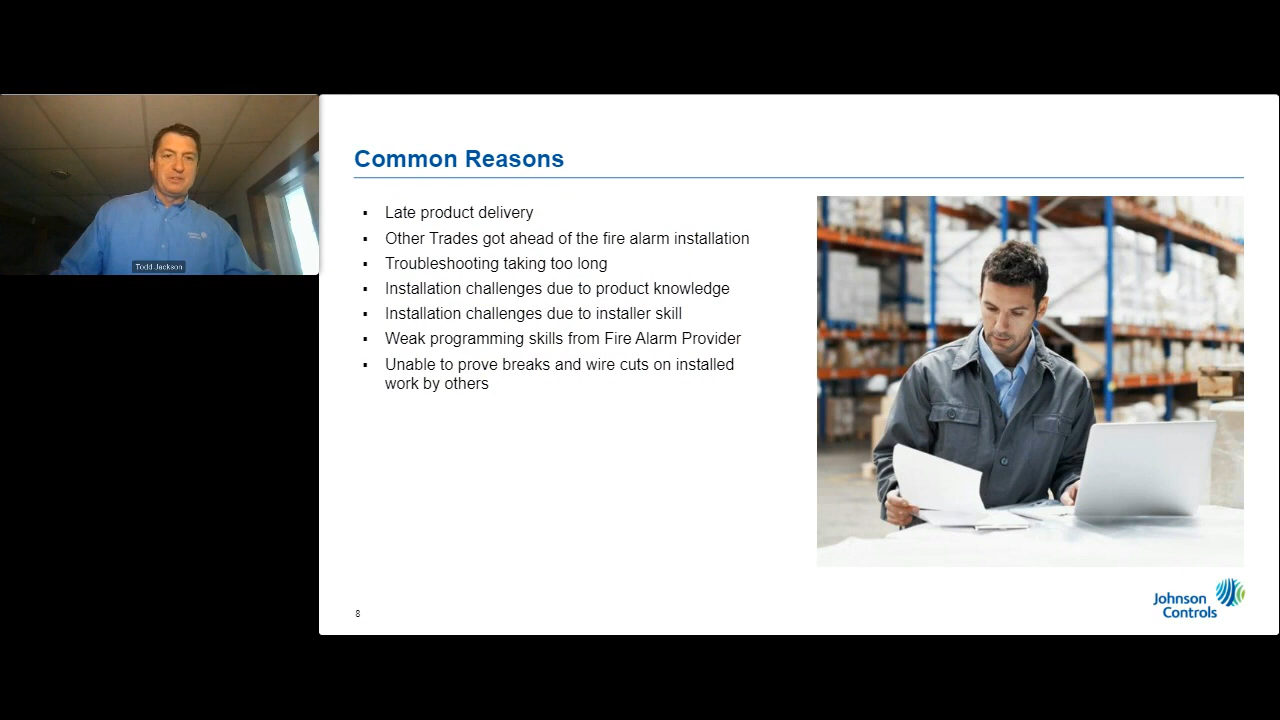 Todd Jackson
Common Reasons
▪ Late product delivery
▪ Other Trades got ahead of the fire alarm installation
▪ Troubleshooting taking too long
▪ Installation challenges due to product knowledge
▪ Installation challenges due to installer skill
▪ Weak programming skills from Fire Alarm Provider
▪ Unable to prove breaks and wire cuts on installed
work by others
8
Johnson
Controls